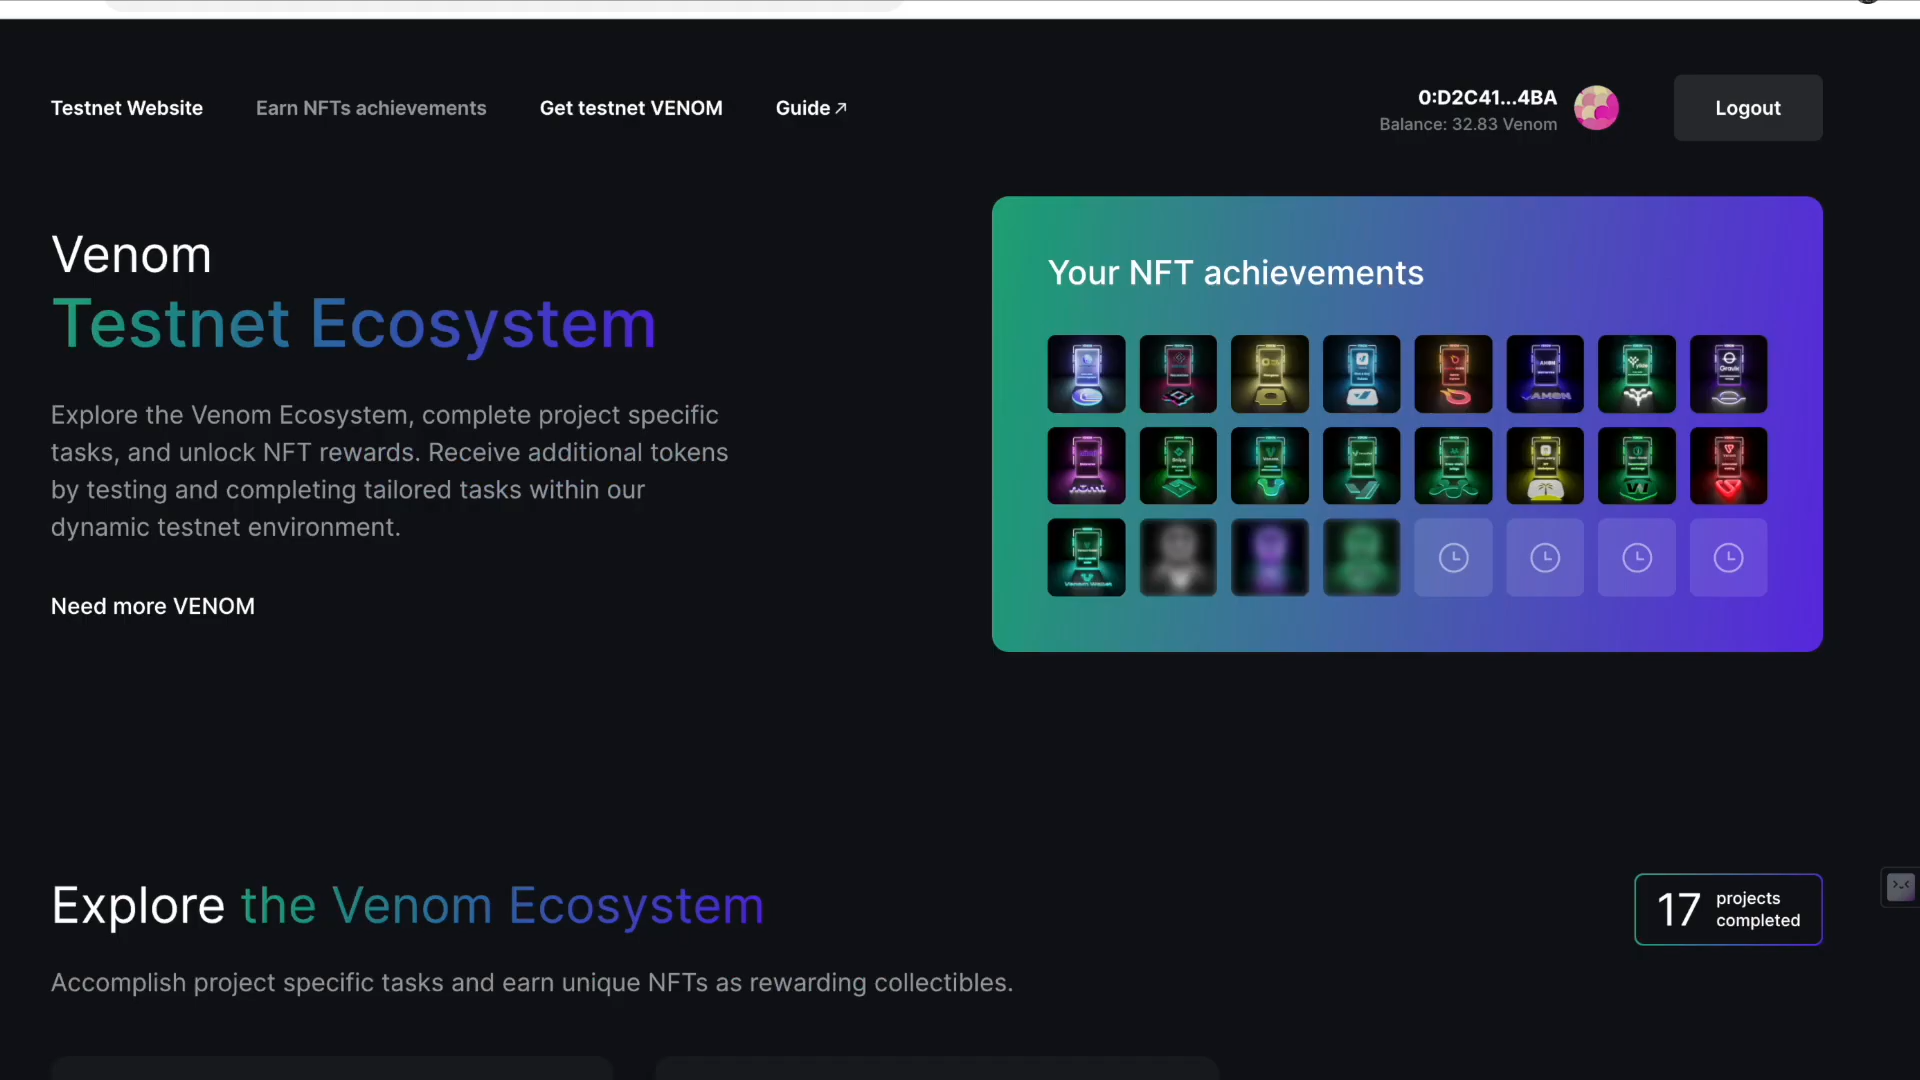 Testnet Website
Earn NFTs achievements
Get testnet VENOM
Guide
0:D2C41...4BA
Balance: 32.83 Venom
Logout
Venom
Testnet Ecosystem
Explore the Venom Ecosystem, complete project specific
tasks, and unlock NFT rewards. Receive additional tokens
by testing and completing tailored tasks within our
dynamic testnet environment.
Need more VENOM
Your NFT achievements
Explore the Venom Ecosystem
17
projects
completed
Accomplish project specific tasks and earn unique NFTs as rewarding collectibles.